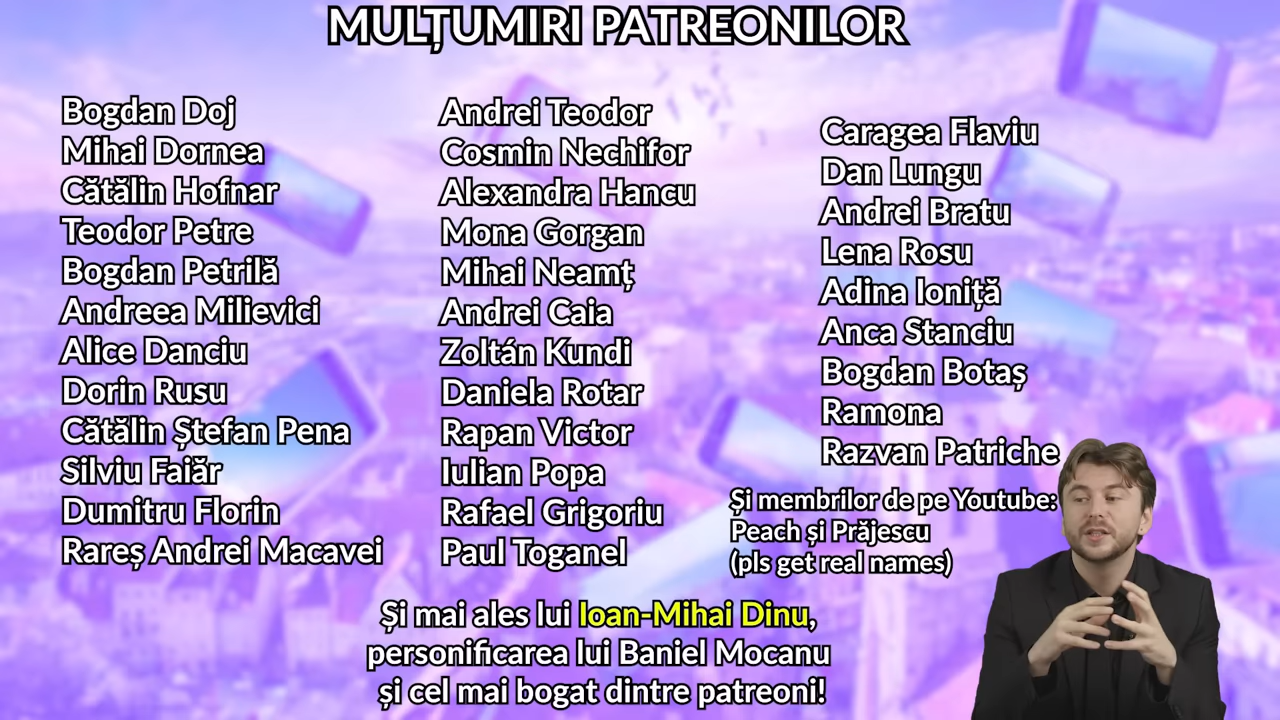 MULȚUMIRI PATREONILOR
Bogdan Doj
Mihai Dornea
Cătălin Hofnar
Teodor Petre
Bogdan Petrilă
Andreea Milievici
Alice Danciu
Dorin Rusu
Cătălin Ștefan Pena
Silviu Faiăr
Dumitru Florin
Rareș Andrei Macavei
Andrei Teodor
Cosmin Nechifor
Alexandra Hancu
Mona Gorgan
Mihai Neamț
Andrei Caia
Zoltán Kundi
Daniela Rotar
Rapan Victor
Iulian Popa
Rafael Grigoriu
Paul Toganel
Caragea Flaviu
Dan Lungu
Andrei Bratu
Lena Rosu
Adina Ioniță
Anca Stanciu
Bogdan Botaș
Ramona
Razvan Patriche
Și membrilor de pe Youtube:
Peach și Prăjescu
(pls get real names)
Și mai ales lui Ioan-Mihai Dinu,
personificarea lui Baniel Mocanu
și cel mai bogat dintre patreoni!